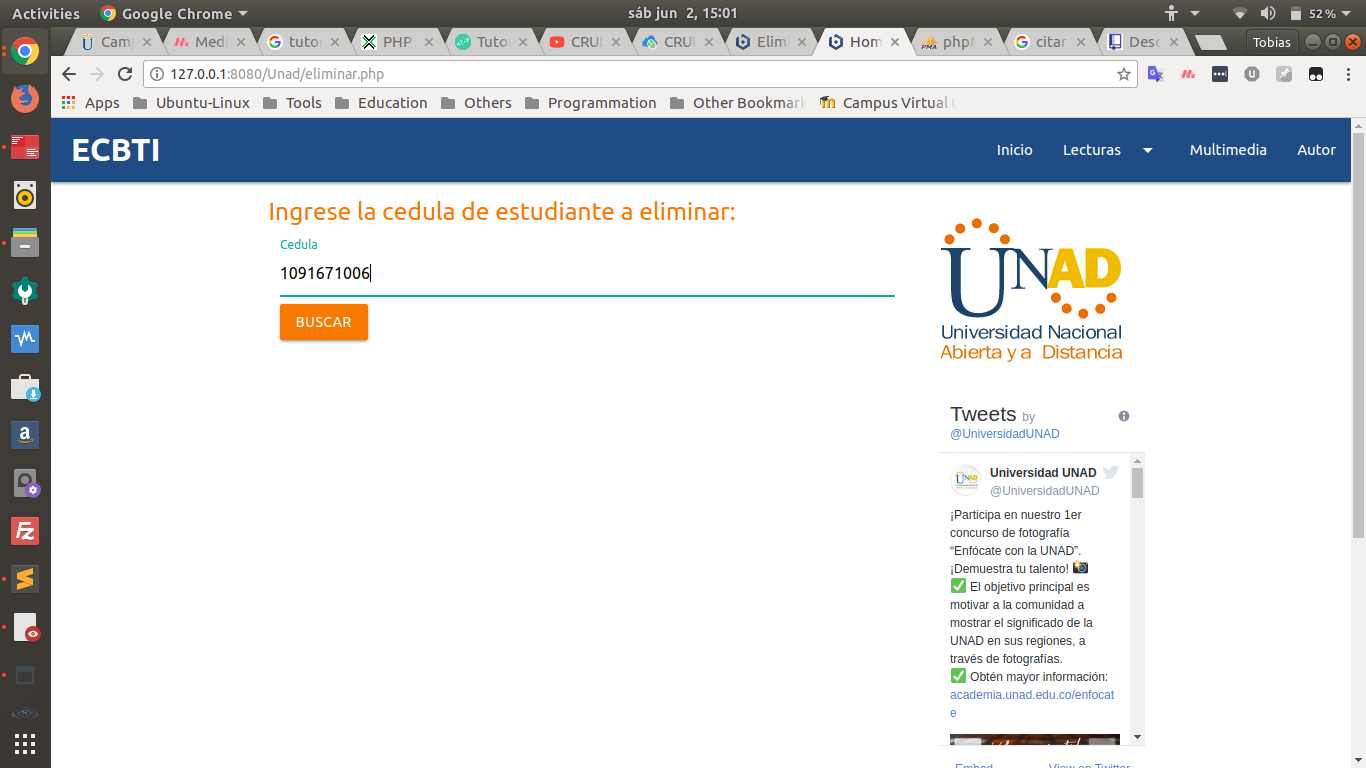 Activities Google Chrome sáb jun 2, 15:01 52 %
Camp Medi tutor PHP Tutor CRUD CRUD Elimi Hom phpM citar Desc Tobias
127.0.0.1:8080/Unad/eliminar.php
Apps Ubuntu-Linux Tools Education Others Programmation Other Bookmark Campus Virtual
ECBTI Inicio Lecturas Multimedia Autor
Ingrese la cedula de estudiante a eliminar:
Cedula
1091671006
BUSCAR
UNAD
Universidad Nacional
Abierta y a Distancia
Tweets by
@UniversidadUNAD
Universidad UNAD
@UniversidadUNAD
¡Participa en nuestro 1er
concurso de fotografía
“Enfócate con la UNAD”.
¡Demuestra tu talento! 📸
✅ El objetivo principal es
motivar a la comunidad a
mostrar el significado de la
UNAD en sus regiones, a
través de fotografías.
✅ Obtén mayor información:
academia.unad.edu.co/enfocat
e
Embed View on Twitter